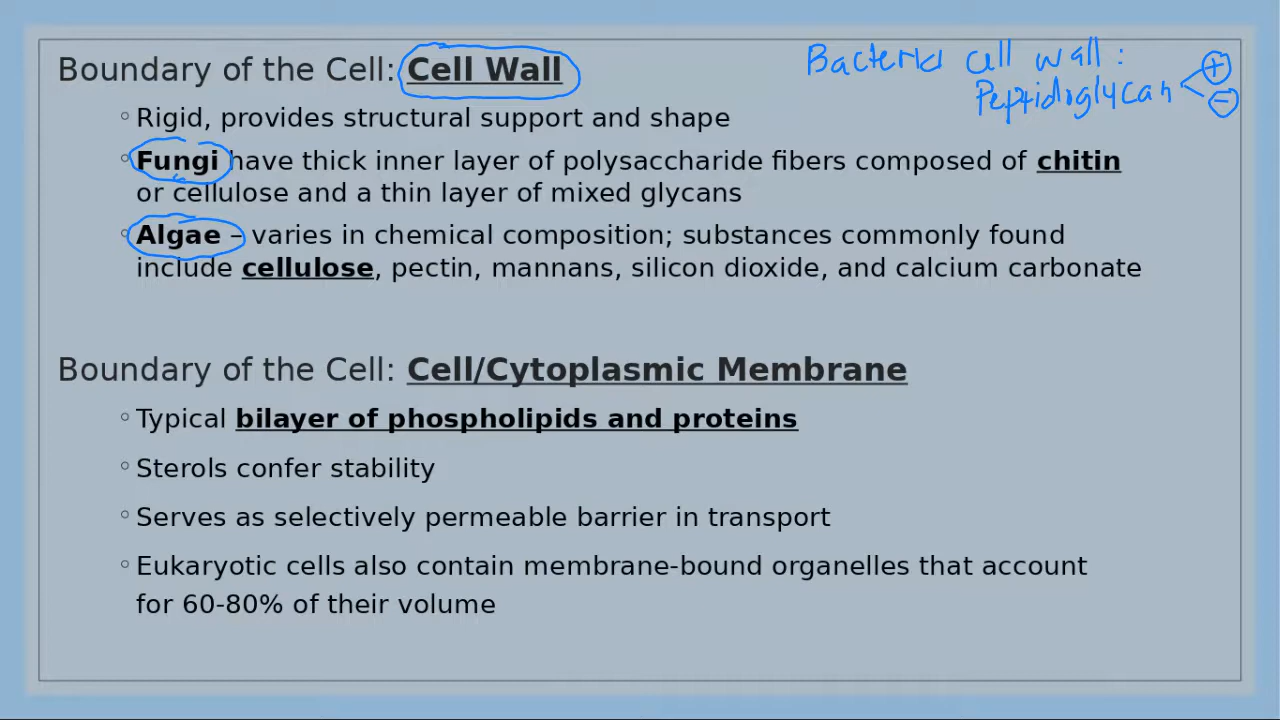 Boundary of the Cell: Cell Wall
Bacteria cell wall:
Peptidoglycan
+
-
◦ Rigid, provides structural support and shape
◦ Fungi have thick inner layer of polysaccharide fibers composed of chitin
or cellulose and a thin layer of mixed glycans
◦ Algae – varies in chemical composition; substances commonly found
include cellulose, pectin, mannans, silicon dioxide, and calcium carbonate
Boundary of the Cell: Cell/Cytoplasmic Membrane
◦ Typical bilayer of phospholipids and proteins
◦ Sterols confer stability
◦ Serves as selectively permeable barrier in transport
◦ Eukaryotic cells also contain membrane-bound organelles that account
for 60-80% of their volume